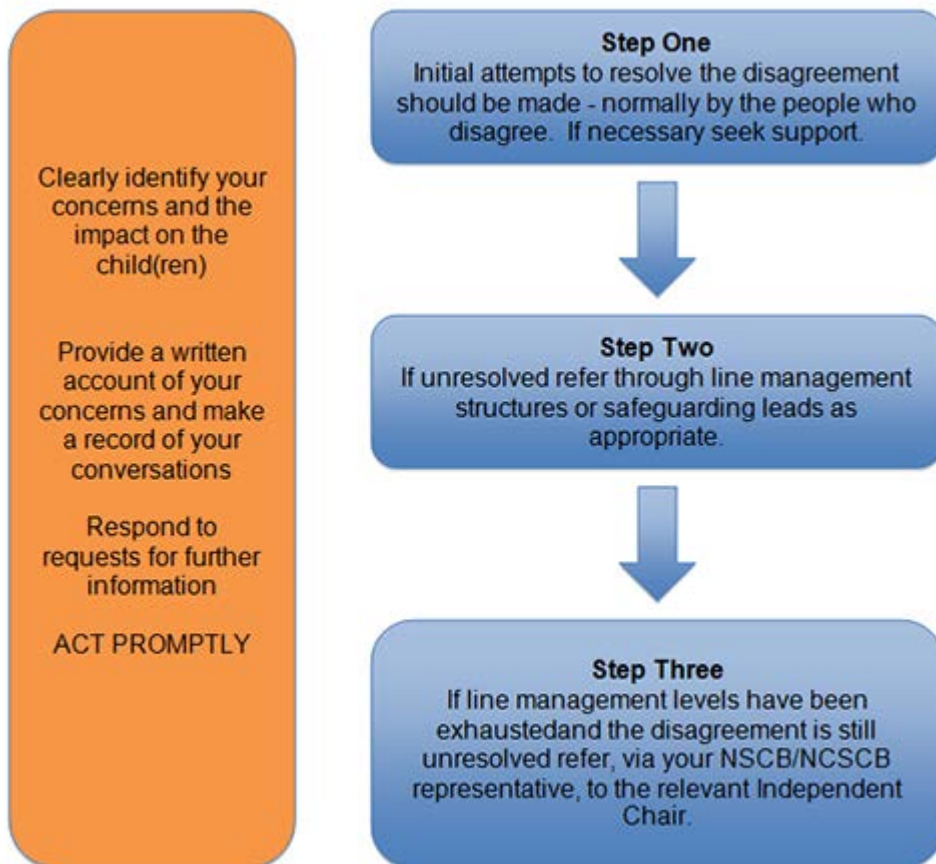 Clearly identify your
concerns and the
impact on the
child(ren)
Provide a written
account of your
concerns and make
a record of your
conversations
Respond to
requests for further
information
ACT PROMPTLY
Step One
Initial attempts to resolve the disagreement
should be made - normally by the people who
disagree. If necessary seek support.
Step Two
If unresolved refer through line management
structures or safeguarding leads as
appropriate.
Step Three
If line management levels have been
exhaustedand the disagreement is still
unresolved refer, via your NSCB/NCSCB
representative, to the relevant Independent
Chair.